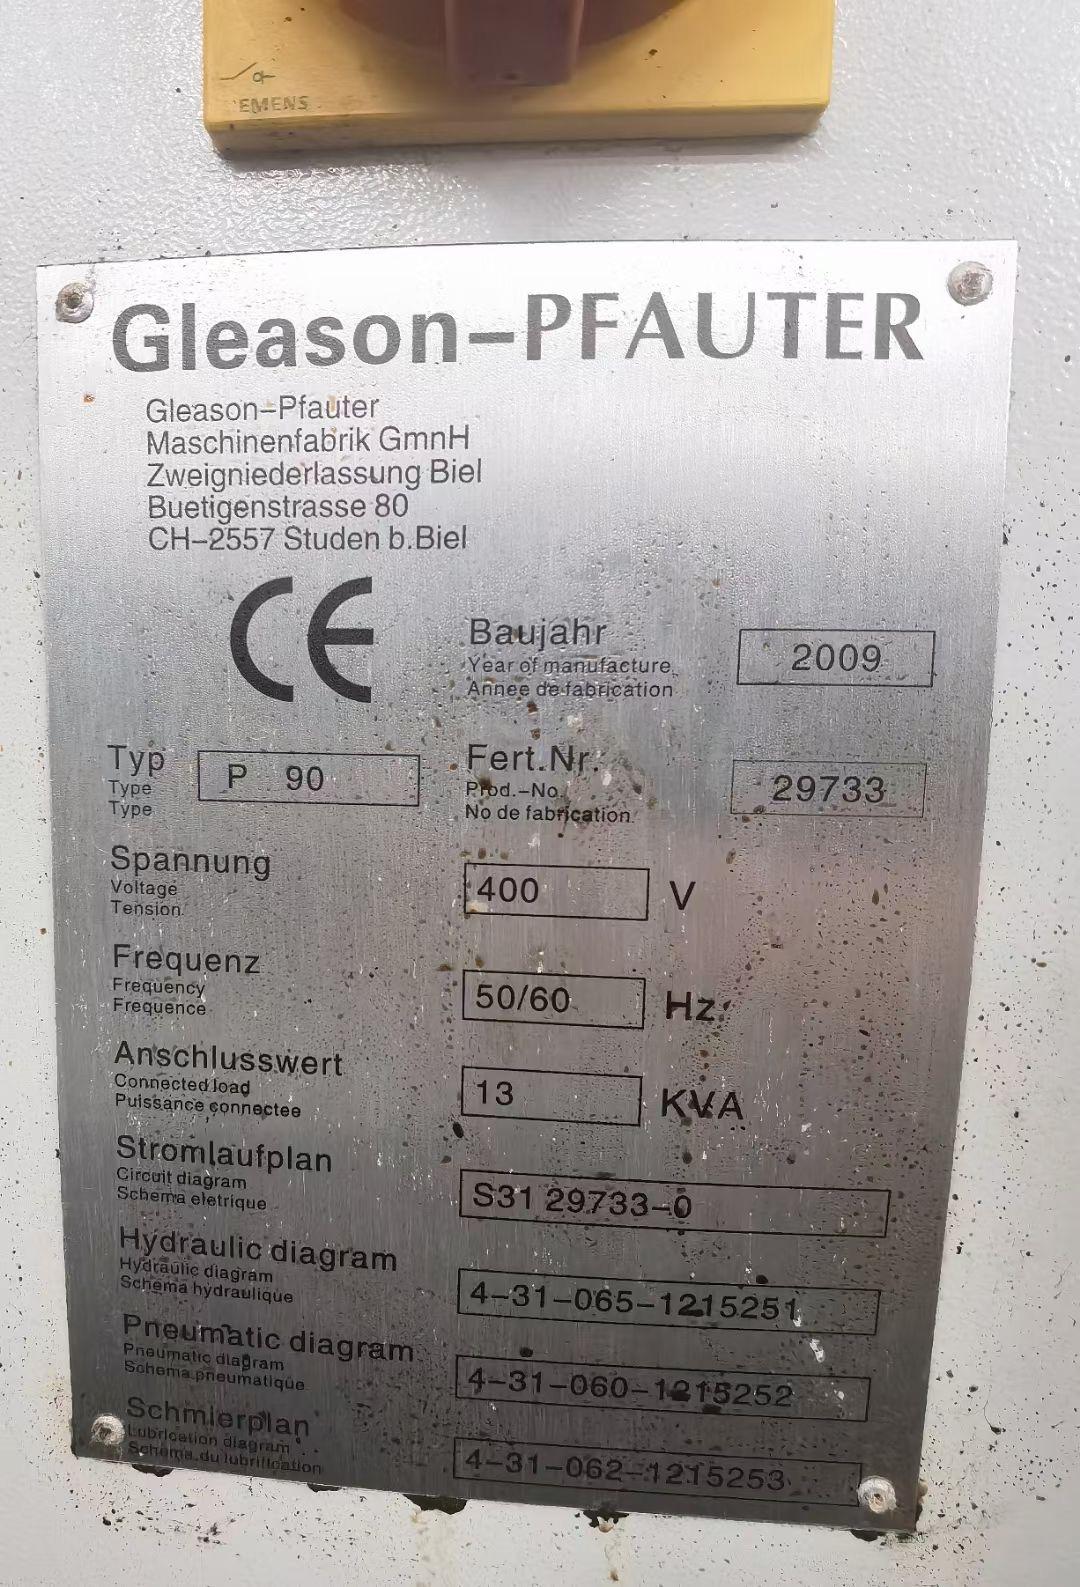 EMENS
Gleason-PFAUTER
Gleason-Pfauter
Maschinenfabrik GmnH
Zweigniederlassung Biel
Buetigenstrasse 80
CH-2557 Studen b.Biel
CE
Baujahr
Year of manufacture
Annee de fabrication
2009
Typ
Type
Type
P 90
Fert.Nr.
Prod.-No.
No de fabrication
29733
Spannung
Voltage
Tension
400 V
Frequenz
Frequency
Frequence
50/60 Hz
Anschlusswert
Connected load
Puissance connectee
13 KVA
Stromlaufplan
Circuit diagram
Schema eletrique
S31 29733-0
Hydraulic diagram
Hydraulic diagram
Schema hydraulique
4-31-065-1215251
Pneumatic diagram
Pneumatic diagram
Schema pneumatique
4-31-060-1215252
Schmierplan
Lubrication diagram
Schema du lubrification
4-31-062-1215253